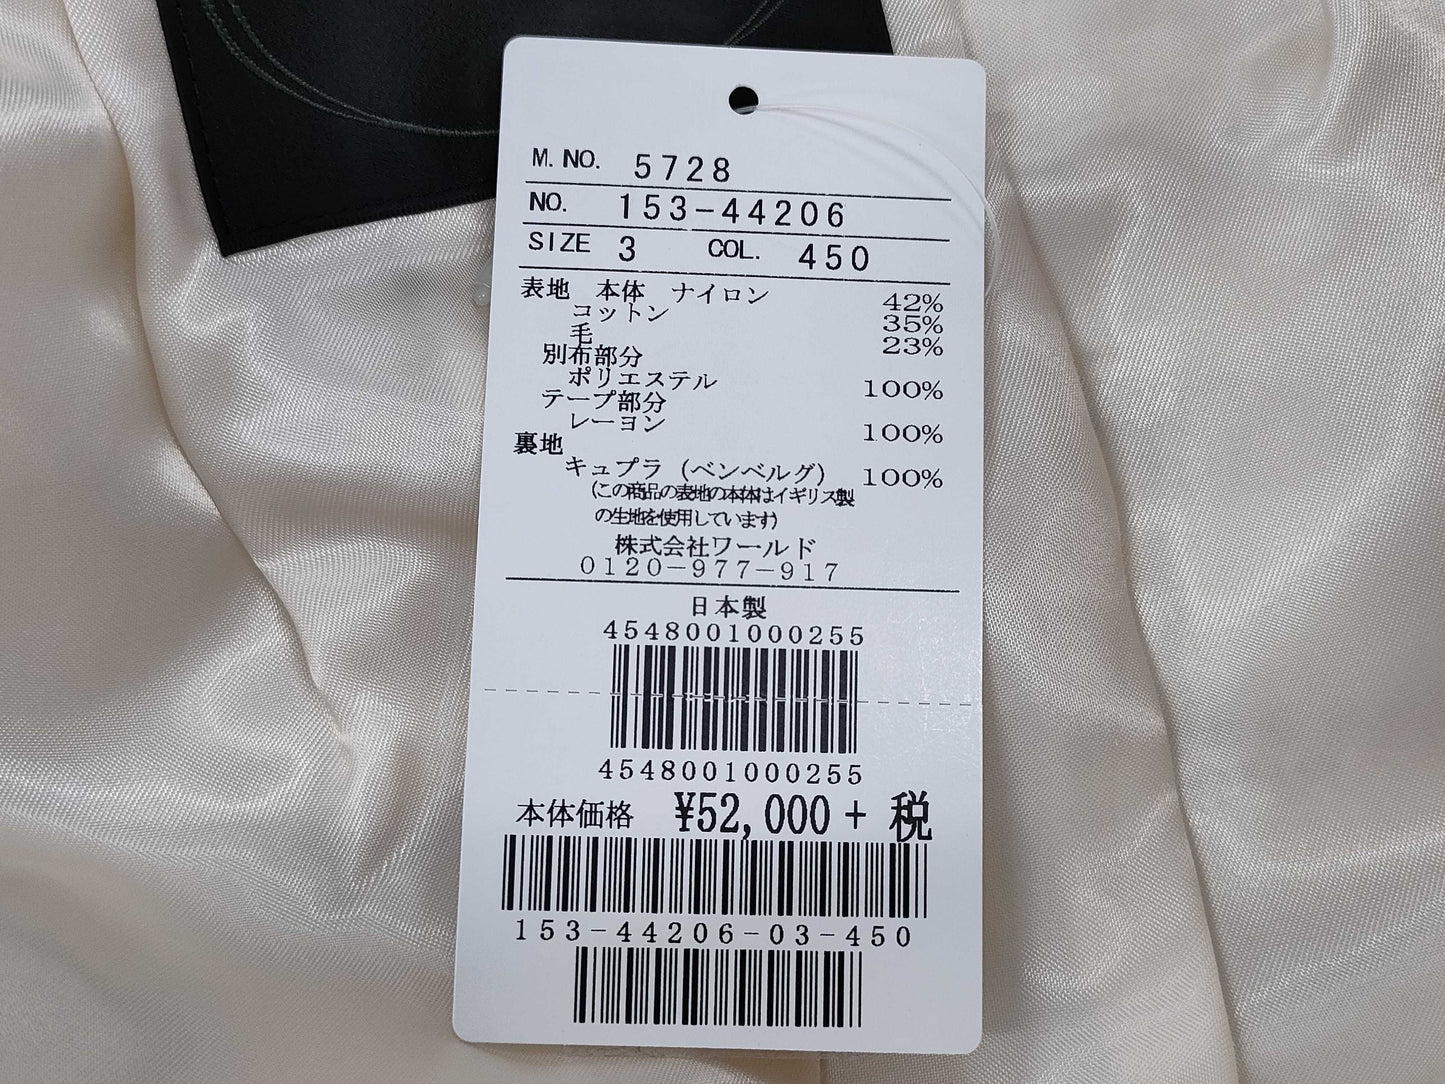 M. NO. 5728
NO. 153-44206
SIZE 3 COL. 450
表地 本体 ナイロン 42%
コットン 35%
毛 23%
別布部分
ポリエステル 100%
テープ部分
レーヨン 100%
裏地
キュプラ (ベンベルグ) 100%
(この商品の表地の本体はイギリス製
の生地を使用しています)
株式会社ワールド
0120-977-917
日本製
4548001000255
4548001000255
本体価格 ¥52,000 + 税
153-44206-03-450